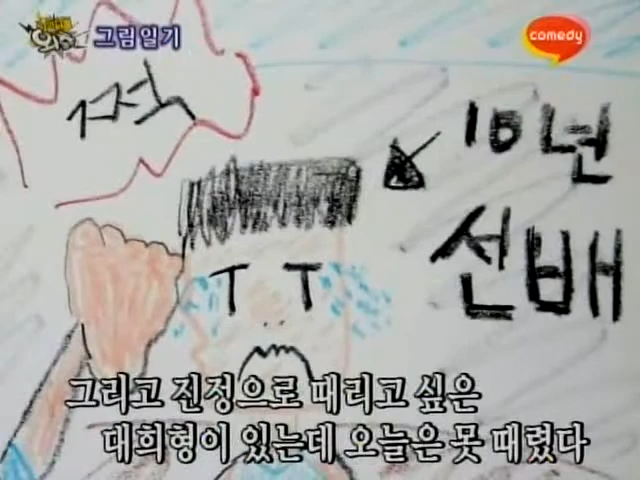 그림일기
comedy
10년
선배
그리고 진정으로 때리고 싶은
대희형이 있는데 오늘은 못 때렸다